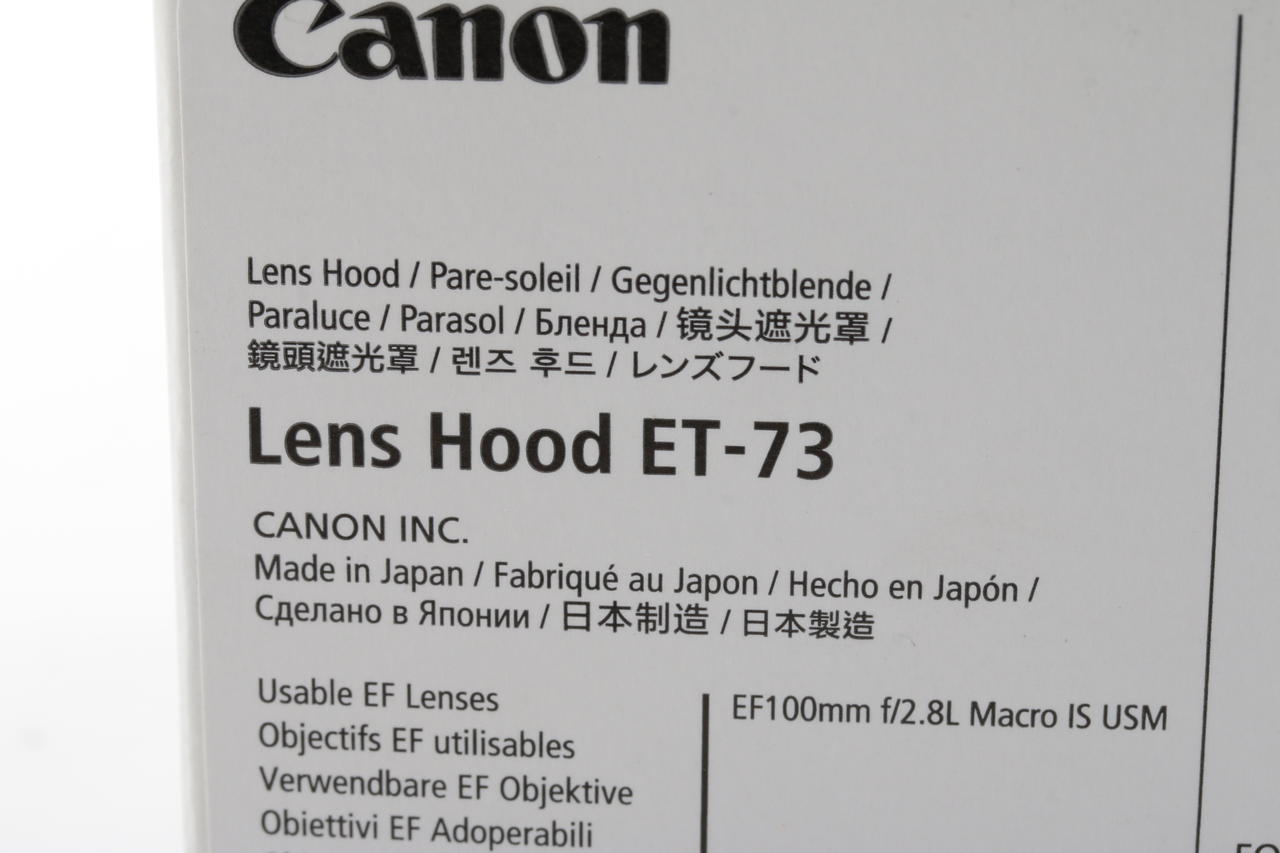 Canon
Lens Hood / Pare-soleil / Gegenlichtblende /
Paraluce / Parasol / Бленда / 镜头遮光罩 /
鏡頭遮光罩 / 렌즈 후드 / レンズフード
Lens Hood ET-73
CANON INC.
Made in Japan / Fabriqué au Japon / Hecho en Japón /
Сделано в Японии / 日本制造 / 日本製造
Usable EF Lenses
EF100mm f/2.8L Macro IS USM
Objectifs EF utilisables
Verwendbare EF Objektive
Obiettivi EF Adoperabili